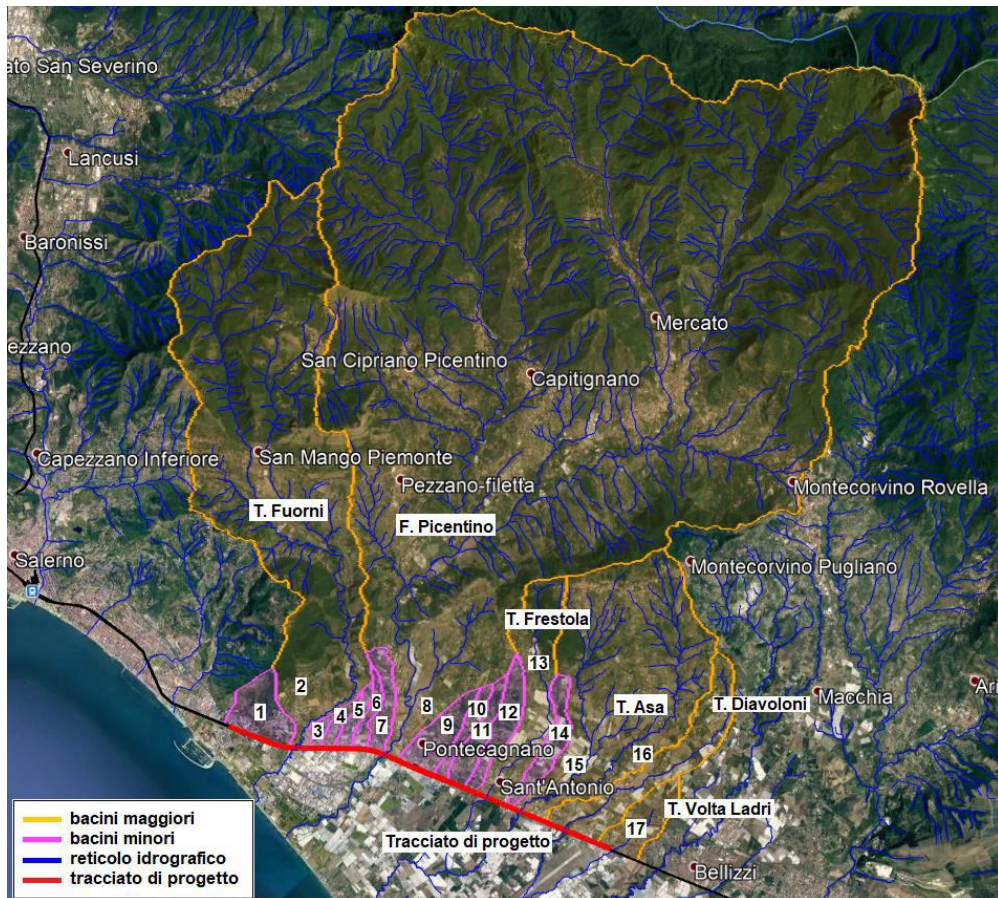 ato San Severino
Lancusi
Baronissi
ezzano
Mercato
San Cipriano Picentino
Capitignano
Capezzano Inferiore
San Mango Piemonte
Pezzano-filetta
Montecorvino Rovella
T. Fuorni
F. Picentino
Salerno
Montecorvino Pugliano
T. Frestola
13
2
6
Macchia
Ari
1
8
10
12
T. Asa
T. Diavoloni
3
4
5
7
9
11
14
Pontecagnano
16
15
Sant'Antonio
T. Volta Ladri
17
Tracciato di progetto
Bellizzi
bacini maggiori
bacini minori
reticolo idrografico
tracciato di progetto